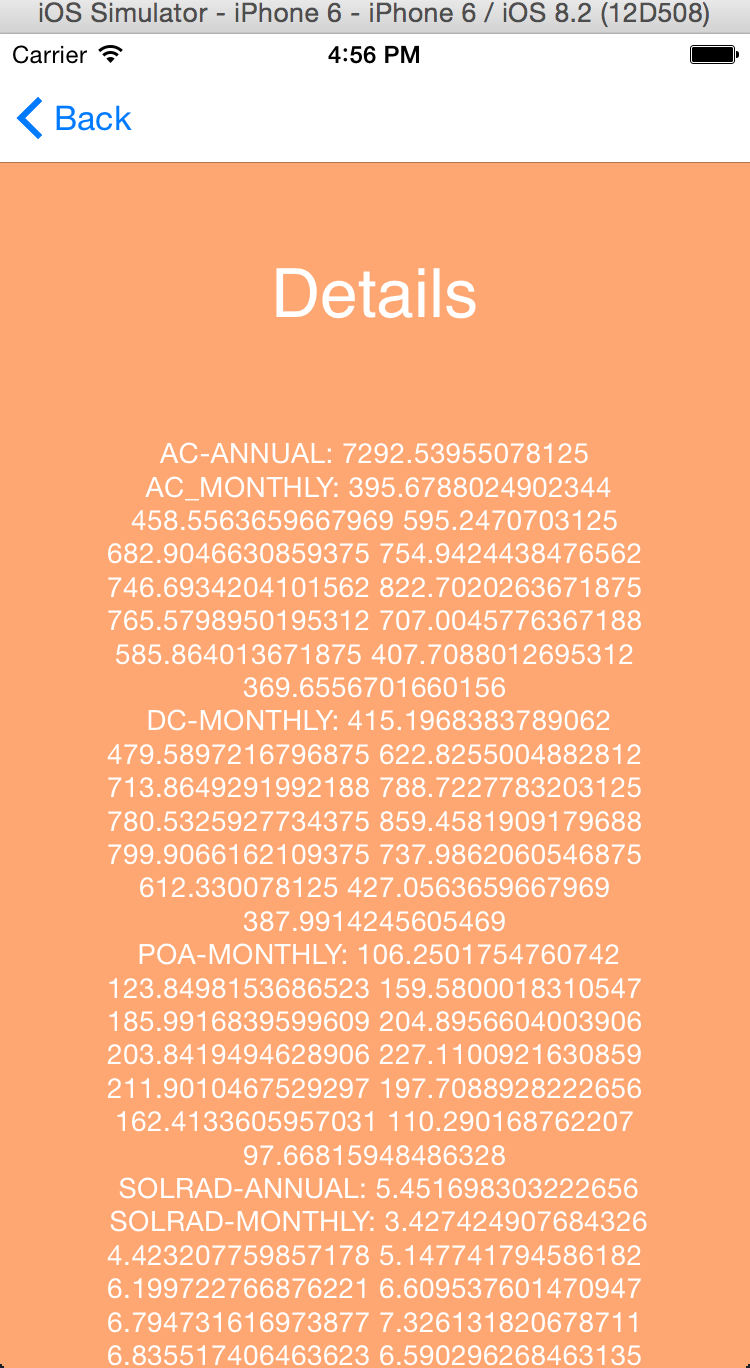 iOS Simulator - iPhone 6 - iPhone 6 / iOS 8.2 (12D508)
Carrier 4:56 PM
Back
Details
AC-ANNUAL: 7292.53955078125
AC_MONTHLY: 395.6788024902344
458.5563659667969 595.2470703125
682.9046630859375 754.9424438476562
746.6934204101562 822.7020263671875
765.5798950195312 707.0045776367188
585.864013671875 407.7088012695312
369.6556701660156
DC-MONTHLY: 415.1968383789062
479.5897216796875 622.8255004882812
713.8649291992188 788.7227783203125
780.5325927734375 859.4581909179688
799.9066162109375 737.9862060546875
612.330078125 427.0563659667969
387.9914245605469
POA-MONTHLY: 106.2501754760742
123.8498153686523 159.5800018310547
185.9916839599609 204.8956604003906
203.8419494628906 227.1100921630859
211.9010467529297 197.7088928222656
162.4133605957031 110.290168762207
97.66815948486328
SOLRAD-ANNUAL: 5.451698303222656
SOLRAD-MONTHLY: 3.427424907684326
4.423207759857178 5.147741794586182
6.199722766876221 6.609537601470947
6.794731616973877 7.326131820678711
6.835517406463623 6.590296268463135